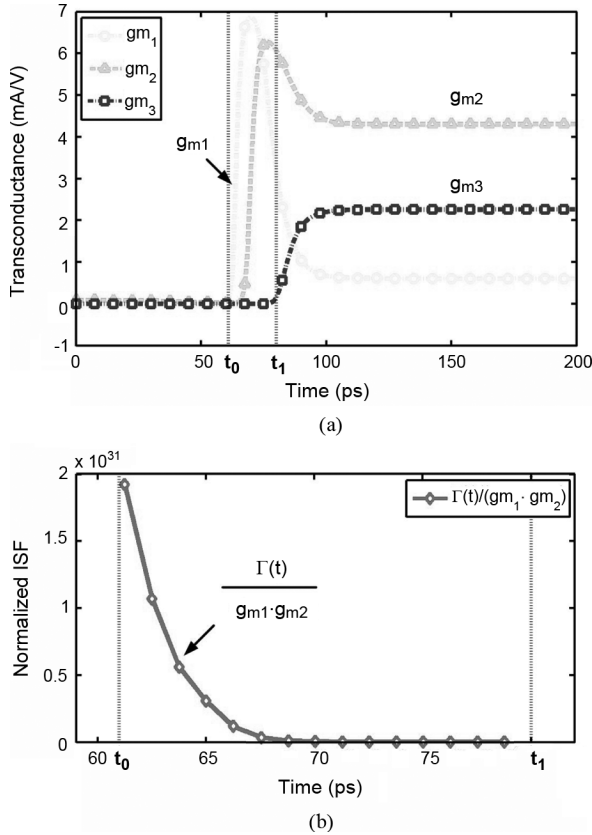 7
6
5
4
3
2
1
0
-1
Transconductance (mA/V)
gm1
gm2
gm3
gm1
gm2
gm3
0
50
100
150
200
t0
t1
Time (ps)
(a)
x 10^31
2
1.5
1
0.5
0
Normalized ISF
Γ(t)/(gm1· gm2)
Γ(t)
gm1·gm2
60
65
70
75
t0
t1
Time (ps)
(b)